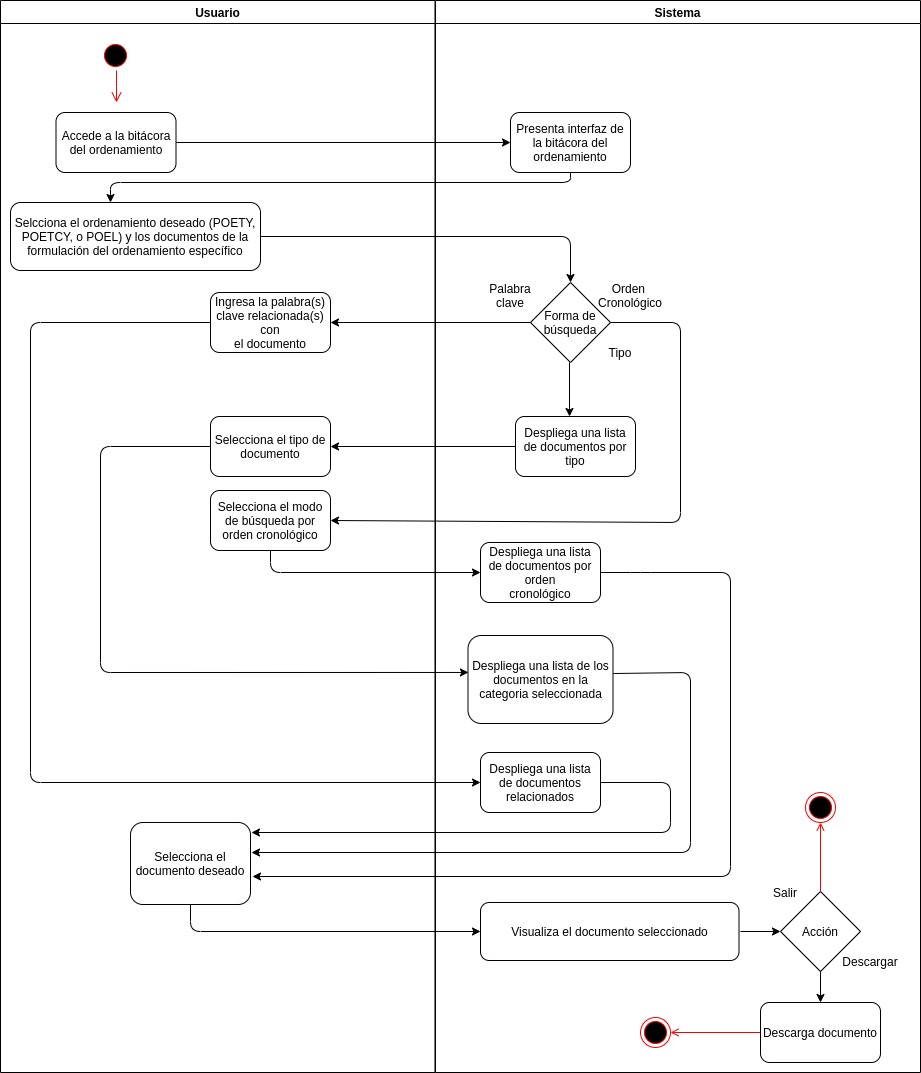 Usuario
Sistema
Accede a la bitácora
del ordenamiento
Presenta interfaz de
la bitácora del
ordenamiento
Selcciona el ordenamiento deseado (POETY,
POETCY, o POEL) y los documentos de la
formulación del ordenamiento específico
Palabra
clave
Orden
Cronológico
Forma de
búsqueda
Tipo
Ingresa la palabra(s)
clave relacionada(s)
con
el documento
Despliega una lista
de documentos por
tipo
Selecciona el tipo de
documento
Selecciona el modo
de búsqueda por
orden cronológico
Despliega una lista
de documentos por
orden
cronológico
Despliega una lista de los
documentos en la
categoria seleccionada
Despliega una lista
de documentos
relacionados
Selecciona el
documento deseado
Visualiza el documento seleccionado
Salir
Acción
Descargar
Descarga documento